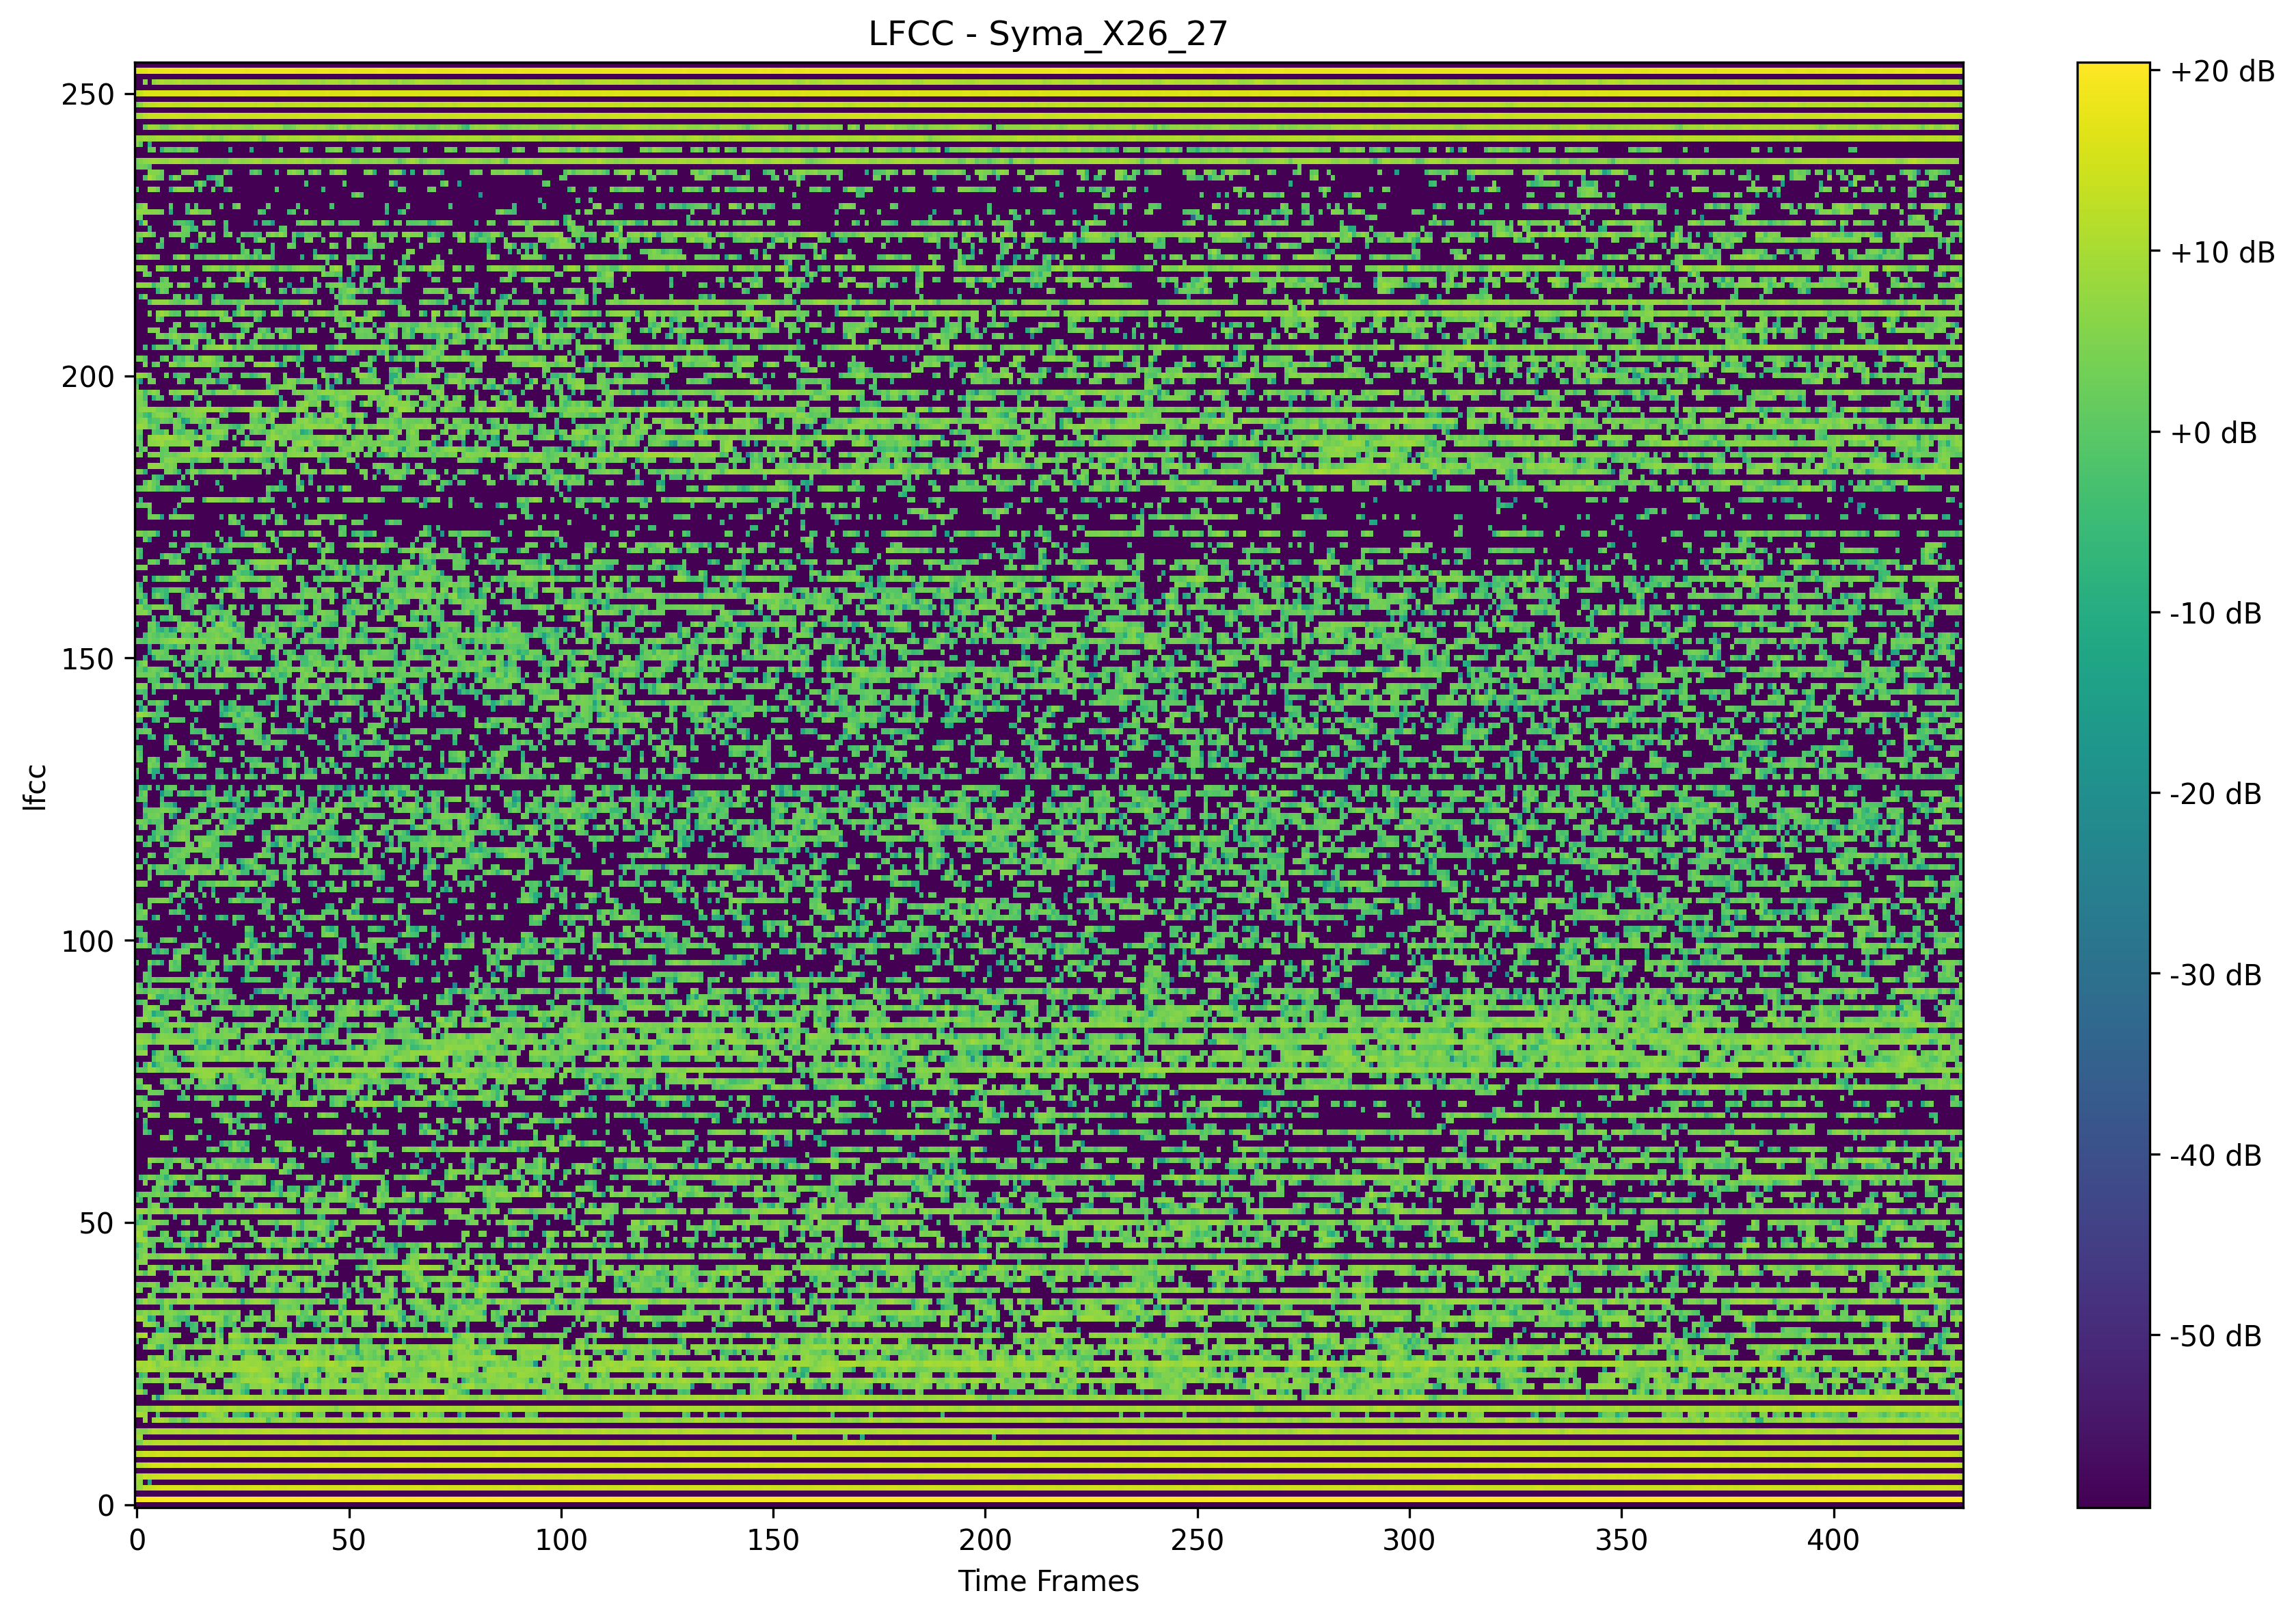 LFCC - Syma_X26_27
lfcc
250
200
150
100
50
0
0 50 100 150 200 250 300 350 400
Time Frames
+20 dB
+10 dB
+0 dB
-10 dB
-20 dB
-30 dB
-40 dB
-50 dB